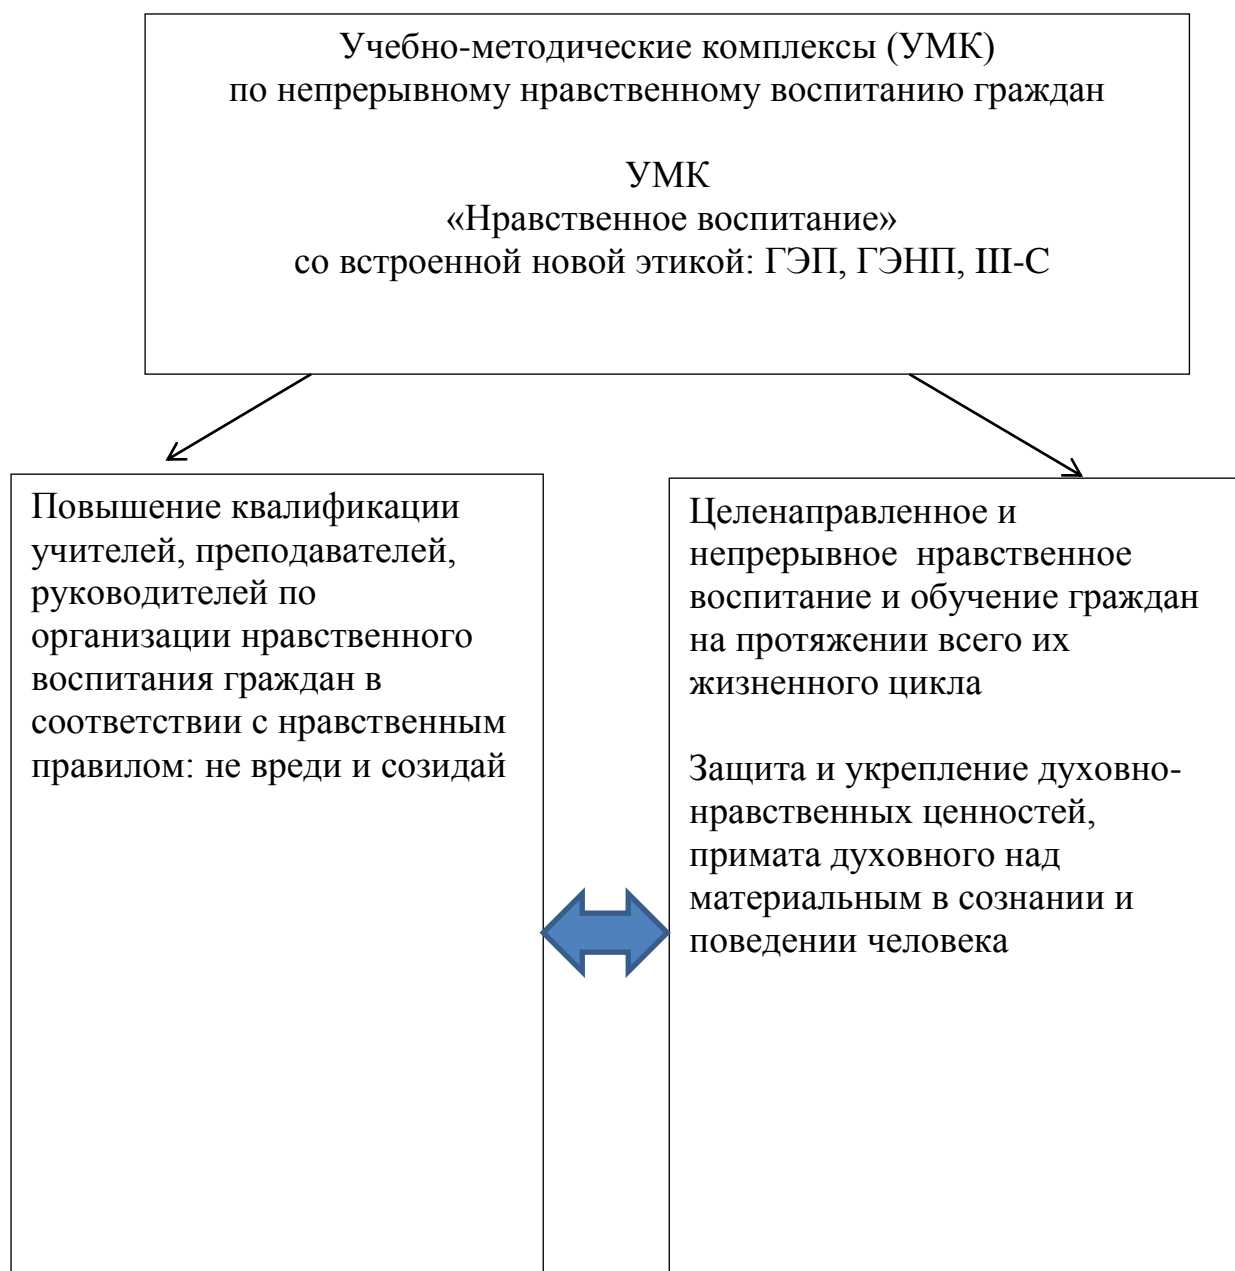 Учебно-методические комплексы (УМК)
по непрерывному нравственному воспитанию граждан
УМК
«Нравственное воспитание»
со встроенной новой этикой: ГЭП, ГЭНП, III-С
Повышение квалификации
учителей, преподавателей,
руководителей по
организации нравственного
воспитания граждан в
соответствии с нравственным
правилом: не вреди и созидай
Целенаправленное и
непрерывное нравственное
воспитание и обучение граждан
на протяжении всего их
жизненного цикла
Защита и укрепление духовно-
нравственных ценностей,
примата духовного над
материальным в сознании и
поведении человека